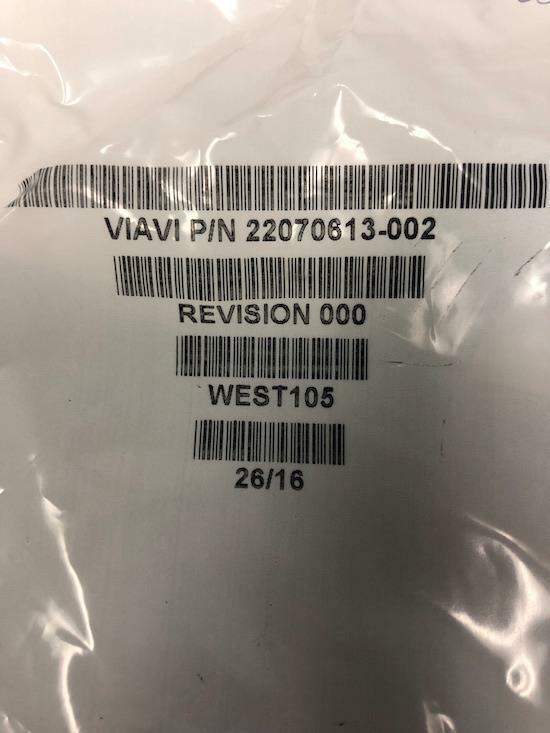 VIAVI P/N 22070613-002
REVISION 000
WEST105
26/16